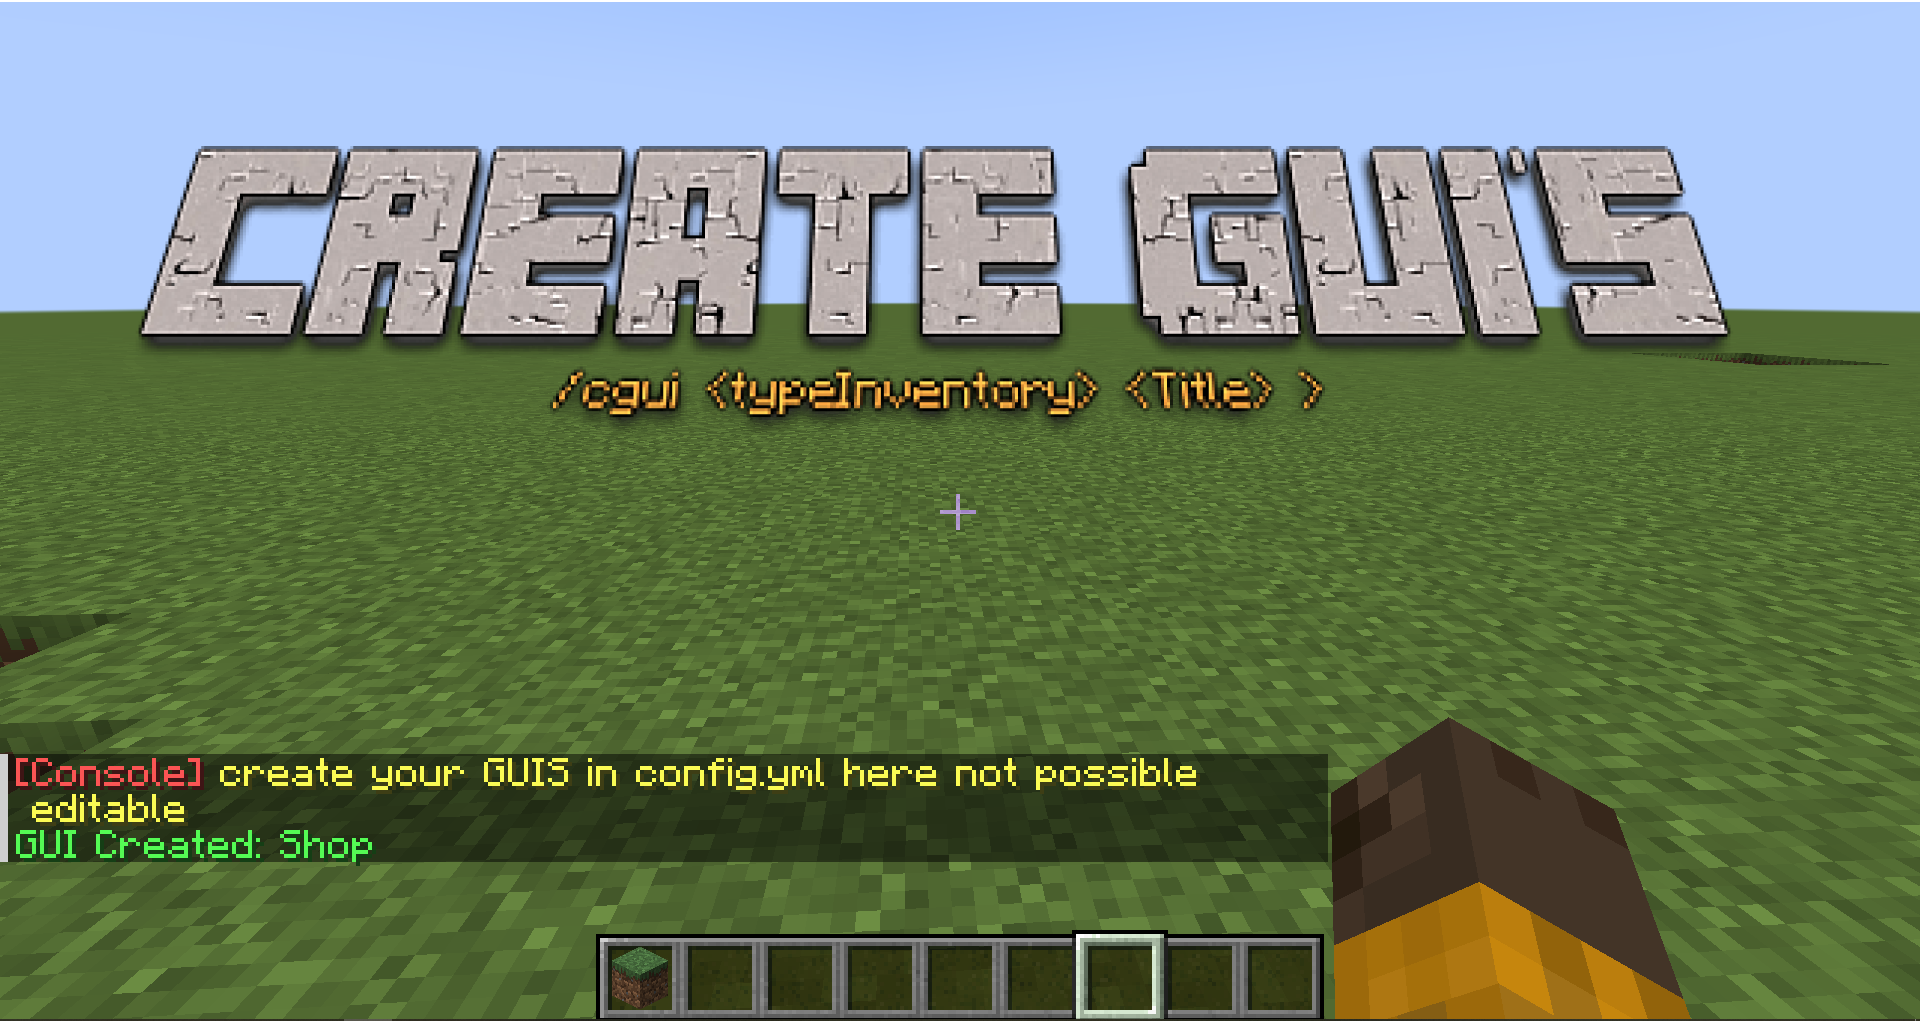 CREATE GUI'S
/cgui <typeInventory> <Title> >
[Console] create your GUIS in config.yml here not possible
editable
GUI Created: Shop